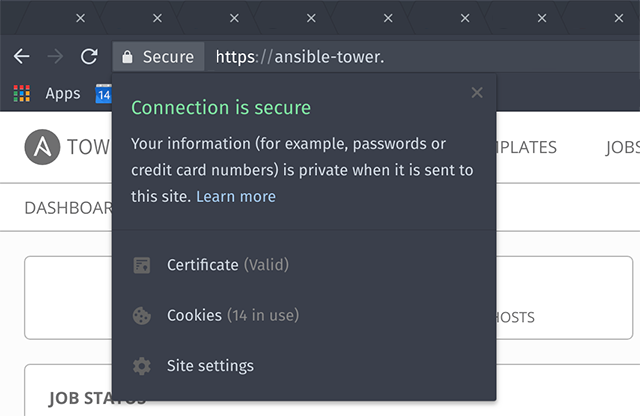 Secure https://ansible-tower.
Apps 14
Connection is secure
Your information (for example, passwords or
credit card numbers) is private when it is sent to
this site. Learn more
Certificate (Valid)
Cookies (14 in use)
Site settings
TOW
MPLATES JOBS
DASHBOAR
HOSTS
JOB STATUS